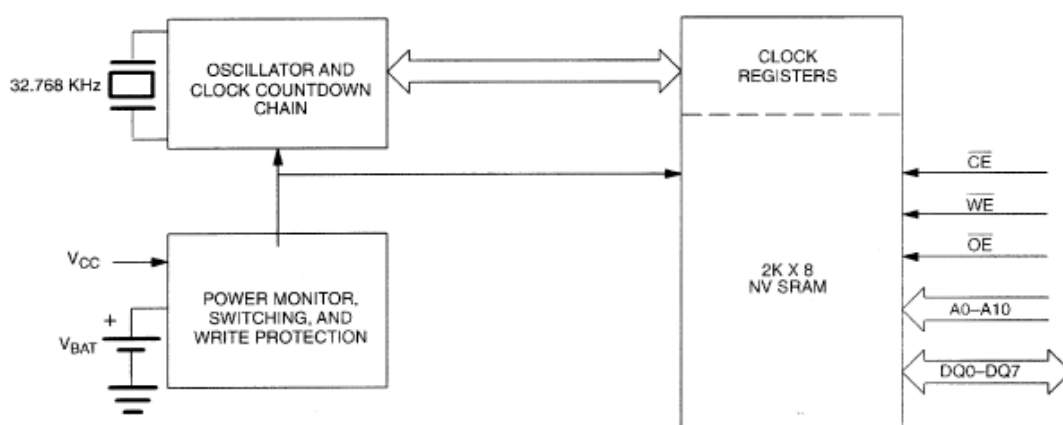 32.768 KHz
OSCILLATOR AND
CLOCK COUNTDOWN
CHAIN
CLOCK
REGISTERS
CE
WE
OE
2K X 8
NV SRAM
A0–A10
DQ0–DQ7
VCC
POWER MONITOR,
SWITCHING, AND
WRITE PROTECTION
+
VBAT